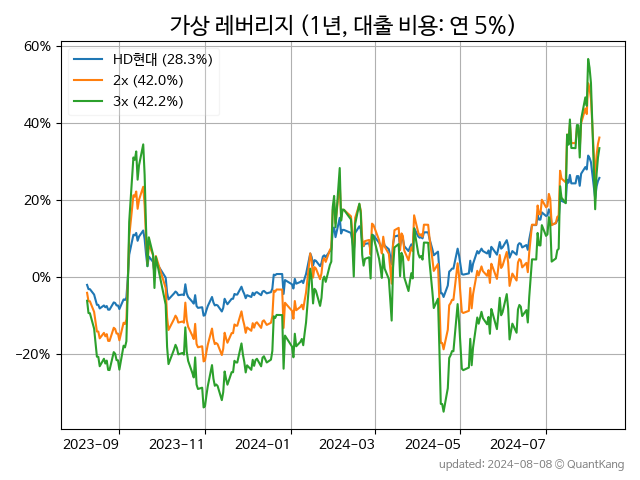 가상 레버리지 (1년, 대출 비용: 연 5%)
60%
40%
20%
0%
−20%
HD현대 (28.3%)
2x (42.0%)
3x (42.2%)
2023-09 2023-11 2024-01 2024-03 2024-05 2024-07
updated: 2024-08-08 © QuantKang